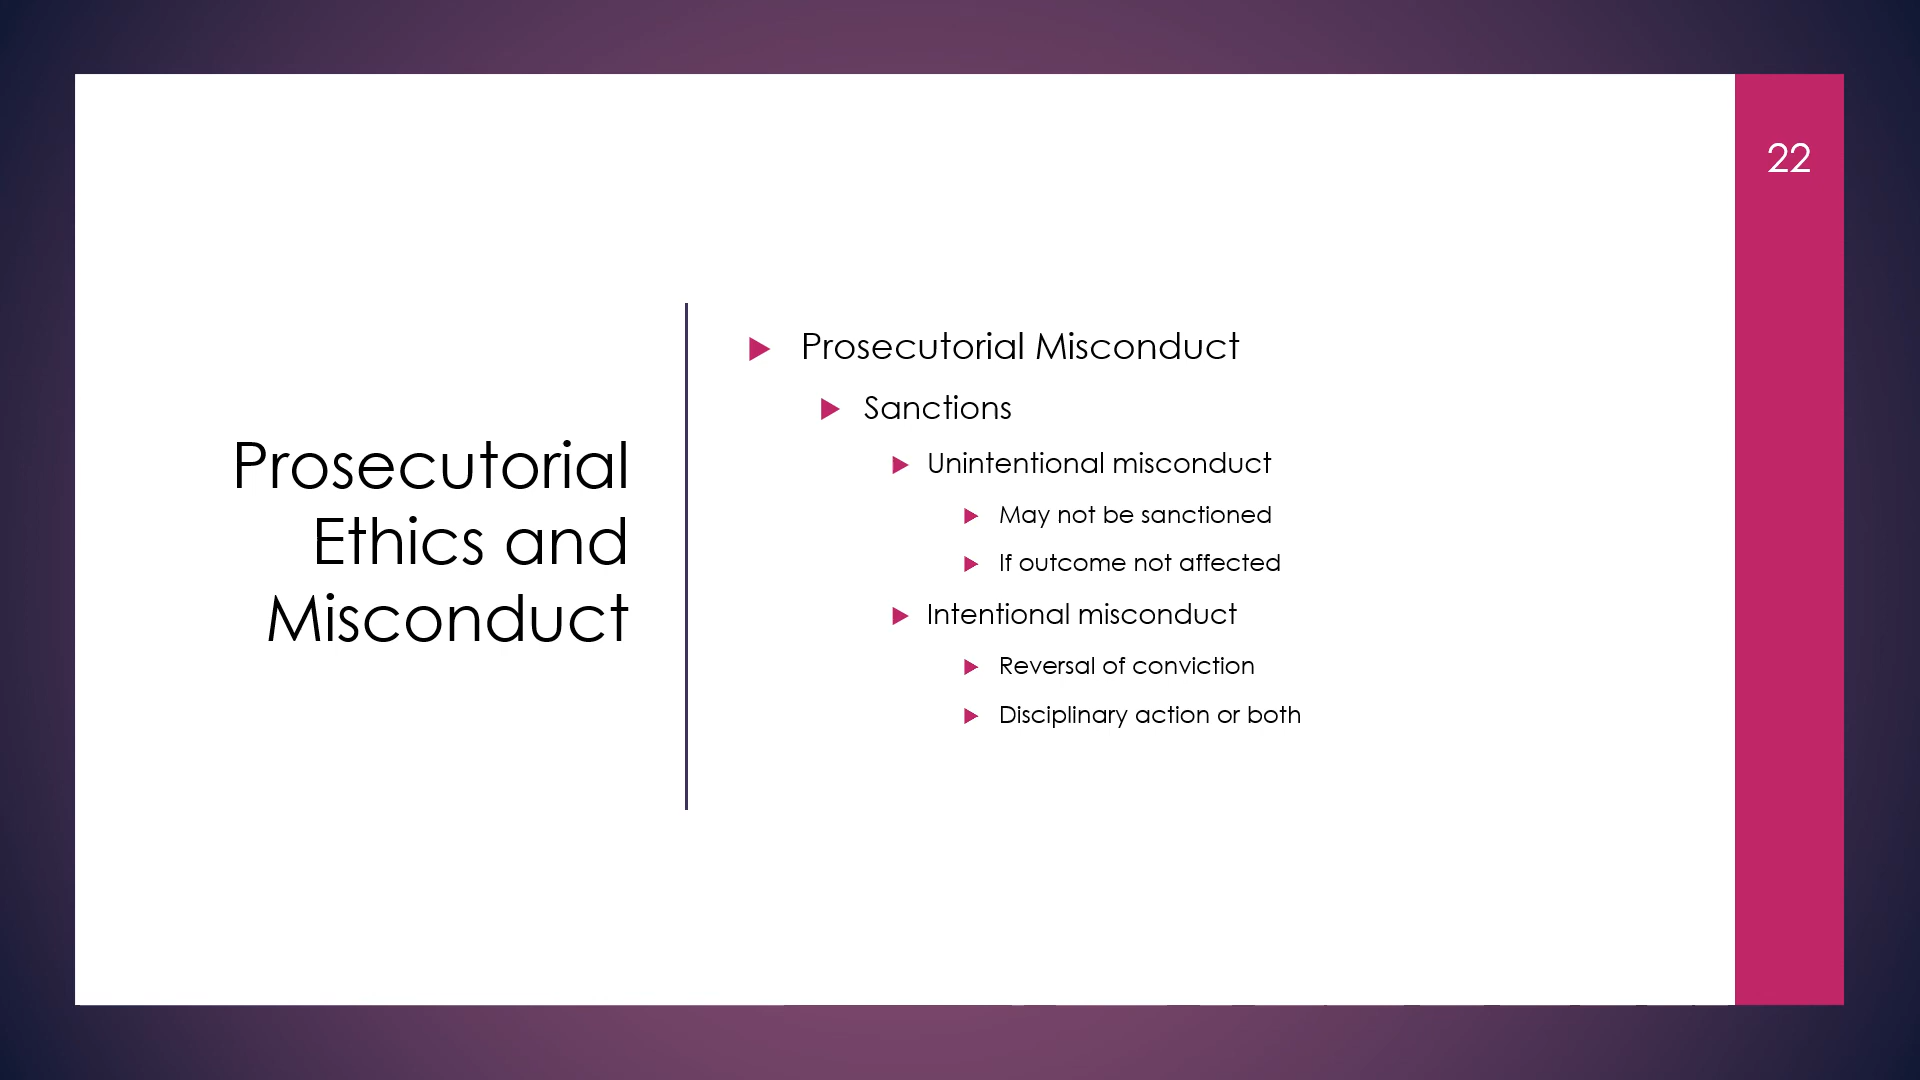 Prosecutorial
Ethics and
Misconduct
Prosecutorial Misconduct
Sanctions
Unintentional misconduct
May not be sanctioned
If outcome not affected
Intentional misconduct
Reversal of conviction
Disciplinary action or both
22